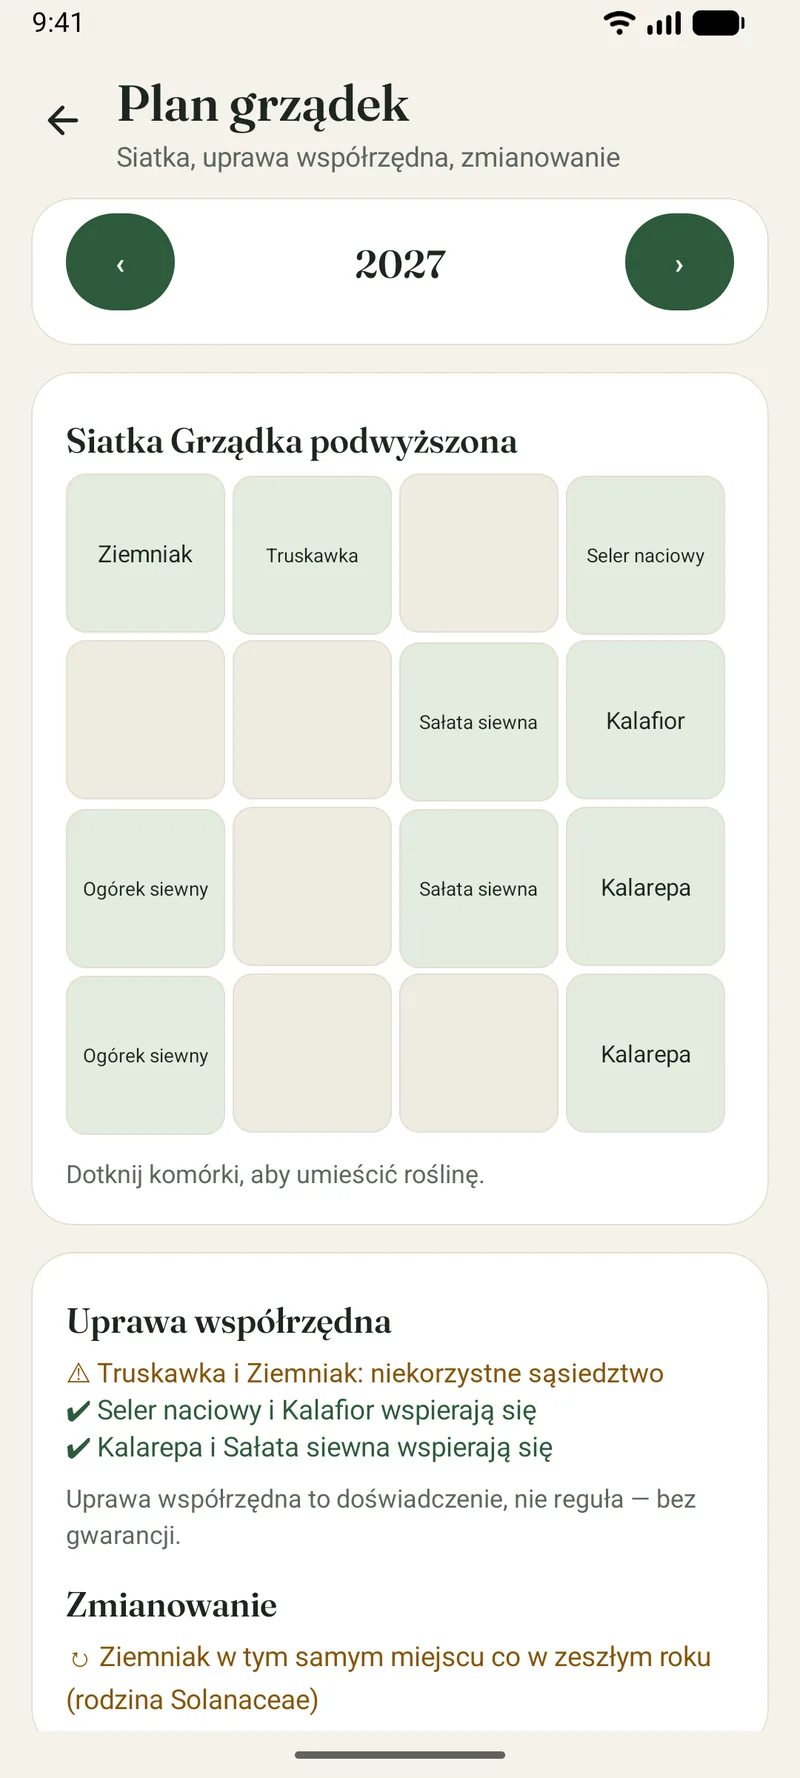 9:41
Plan grządek
Siatka, uprawa współrzędna, zmianowanie
‹ 2027 ›
Siatka Grządka podwyższona
Ziemniak Truskawka Seler naciowy
Sałata siewna Kalafior
Ogórek siewny Sałata siewna Kalarepa
Ogórek siewny Kalarepa
Dotknij komórki, aby umieścić roślinę.
Uprawa współrzędna
⚠ Truskawka i Ziemniak: niekorzystne sąsiedztwo
✔ Seler naciowy i Kalafior wspierają się
✔ Kalarepa i Sałata siewna wspierają się
Uprawa współrzędna to doświadczenie, nie reguła — bez
gwarancji.
Zmianowanie
↻ Ziemniak w tym samym miejscu co w zeszłym roku
(rodzina Solanaceae)